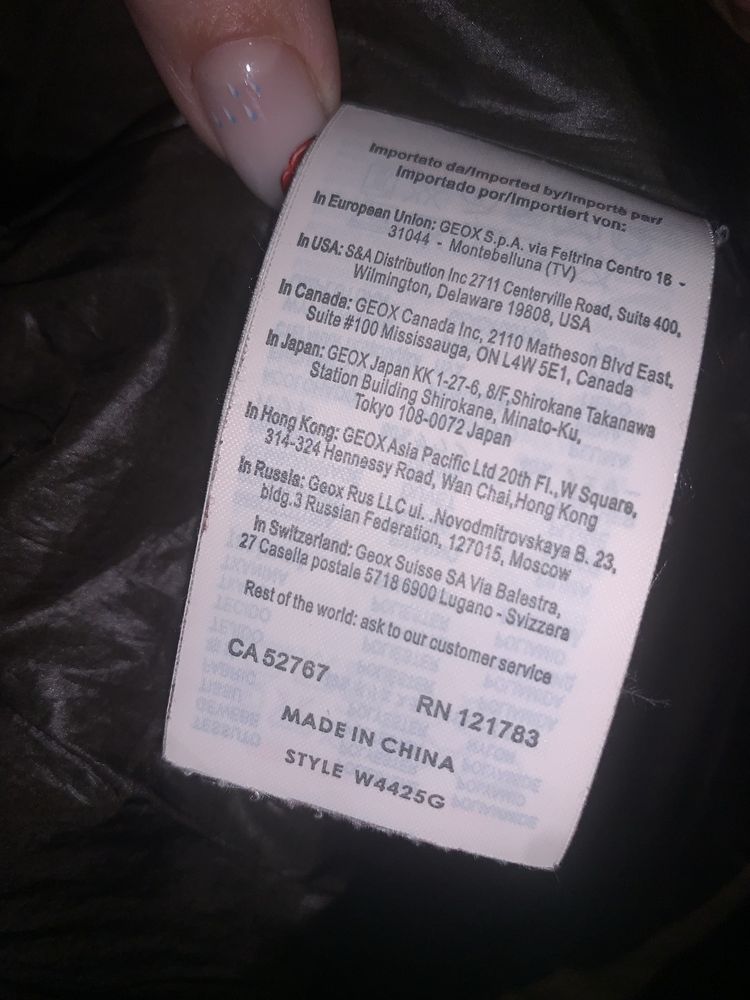 Importato da/Imported by/Importè par/
Importado por/Importiert von:
In European Union: GEOX S.p.A. via Feltrina Centro 16 -
31044 - Montebelluna (TV)
In USA: S&A Distribution Inc 2711 Centerville Road, Suite 400,
Wilmington, Delaware 19808, USA
In Canada: GEOX Canada Inc, 2110 Matheson Blvd East,
Suite #100 Mississauga, ON L4W 5E1, Canada
In Japan: GEOX Japan KK 1-27-6, 8/F, Shirokane Takanawa
Station Building Shirokane, Minato-Ku,
Tokyo 108-0072 Japan
In Hong Kong: GEOX Asia Pacific Ltd 20th Fl., W Square,
314-324 Hennessy Road, Wan Chai, Hong Kong
In Russia: Geox Rus LLC ul. .Novodmitrovskaya B. 23,
bldg.3 Russian Federation, 127015, Moscow
In Switzerland: Geox Suisse SA Via Balestra,
27 Casella postale 5718 6900 Lugano - Svizzera
Rest of the world: ask to our customer service
CA 52767 RN 121783
MADE IN CHINA
STYLE W4425G